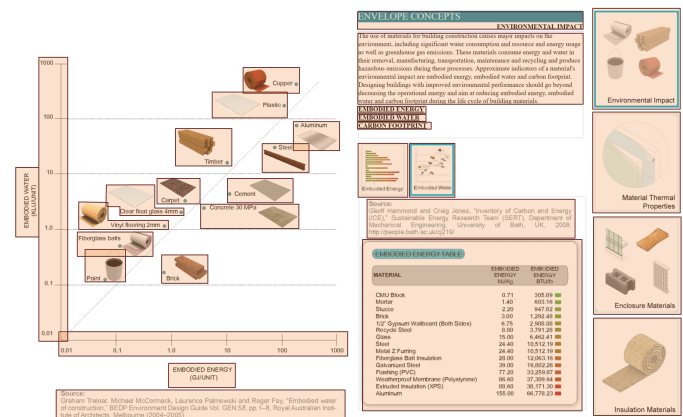 ENVELOPE CONCEPTS
ENVIRONMENTAL IMPACT
The use of materials for building construction causes major impacts on the
environment, including significant water consumption and resource and energy usage
as well as greenhouse gas emissions. These materials consume energy and water in
their removal, manufacturing, transportation, maintenance and recycling and produce
hazardous emissions during these processes. Approximate indicators of a material's
environmental impact are embodied energy, embodied water and carbon footprint.
Designing buildings with improved environmental performance should go beyond
decreasing the operational energy and aim at reducing embodied energy, embodied
water and carbon footprint during the life cycle of building materials.
EMBODIED ENERGY
EMBODIED WATER
CARBON FOOTPRINT
Embodied Energy
Embodied Water
Source:
Geoff Hammond and Craig Jones, "Inventory of Carbon and Energy
(ICE)," Sustainable Energy Research Team (SERT), Department of
Mechanical Engineering, University of Bath, UK, 2008.
http://people.bath.ac.uk/cj219/
EMBODIED ENERGY TABLE
MATERIAL EMBODIED ENERGY MJ/Kg EMBODIED ENERGY BTU/lb
CMU Block 0.71 305.89
Mortar 1.40 603.16
Stucco 2.20 947.82
Brick 3.00 1,292.48
1/2" Gypsum Wallboard (Both Sides) 6.75 2,908.08
Recycle Steel 8.80 3,791.28
Glass 15.00 6,462.41
Steel 24.40 10,512.19
Metal Z Furring 24.40 10,512.19
Fiberglass Batt Insulation 28.00 12,063.16
Galvanized Steel 39.00 16,802.26
Flashing (PVC) 77.20 33,259.87
Weatherproof Membrane (Polystyrene) 86.60 37,309.64
Extruded Insulation (XPS) 88.60 38,171.30
Aluminum 155.00 66,778.23
Environmental Impact
Material Thermal
Properties
Enclosure Materials
Insulation Materials
EMBODIED WATER
(KLI/UNIT)
1000
100
10
1.0
0.1
0.01
Copper
Plastic
Aluminum
Steel
Timber
Carpet
Cement
Clear float glass 4mm
Concrete 30 MPa
Vinyl flooring 2mm
Fiberglass batts
Paint
Brick
0.01 0.1 1.0 10 100 1000
EMBODIED ENERGY
(GJ/UNIT)
Source:
Graham Treloar, Michael McCormack, Laurence Palmowski and Roger Fay, "Embodied water
of construction," BEDP Environment Design Guide Vol. GEN 58, pp.1–8, Royal Australian Insti-
tute of Architects: Melbourne (2004–2005)